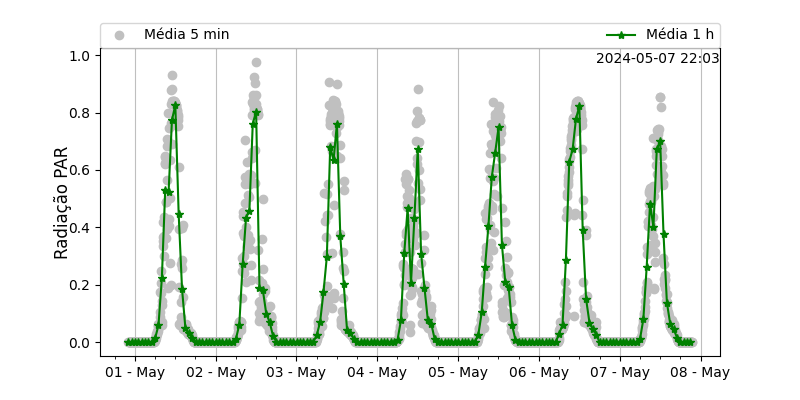 Média 5 min
Média 1 h
2024-05-07 22:03
Radiação PAR
1.0
0.8
0.6
0.4
0.2
0.0
01 - May
02 - May
03 - May
04 - May
05 - May
06 - May
07 - May
08 - May